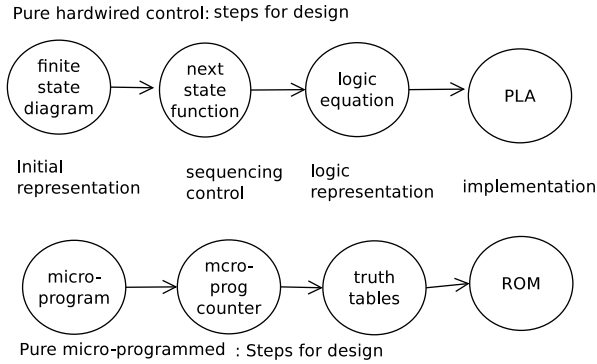 Pure hardwired control: steps for design
finite
state
diagram
next
state
function
logic
equation
PLA
Initial
representation
sequencing
control
logic
representation
implementation
micro-
program
mcro-
prog
counter
truth
tables
ROM
Pure micro-programmed : Steps for design